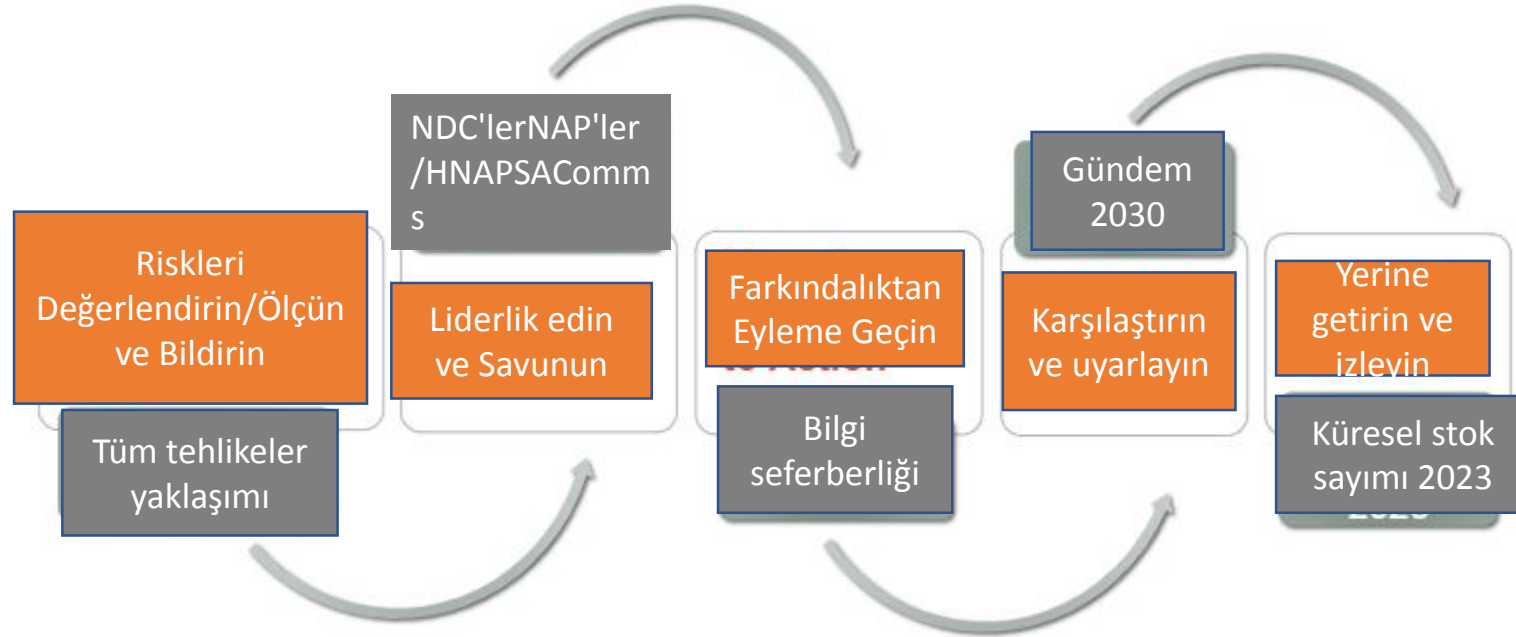 Riskleri
Değerlendirin/Ölçün
ve Bildirin
Tüm tehlikeler
yaklaşımı
NDC'lerNAP'ler
/HNAPSAComm
s
Liderlik edin
ve Savunun
Farkındalıktan
Eyleme Geçin
Bilgi
seferberliği
Gündem
2030
Karşılaştırın
ve uyarlayın
Yerine
getirin ve
izleyin
Küresel stok
sayımı 2023